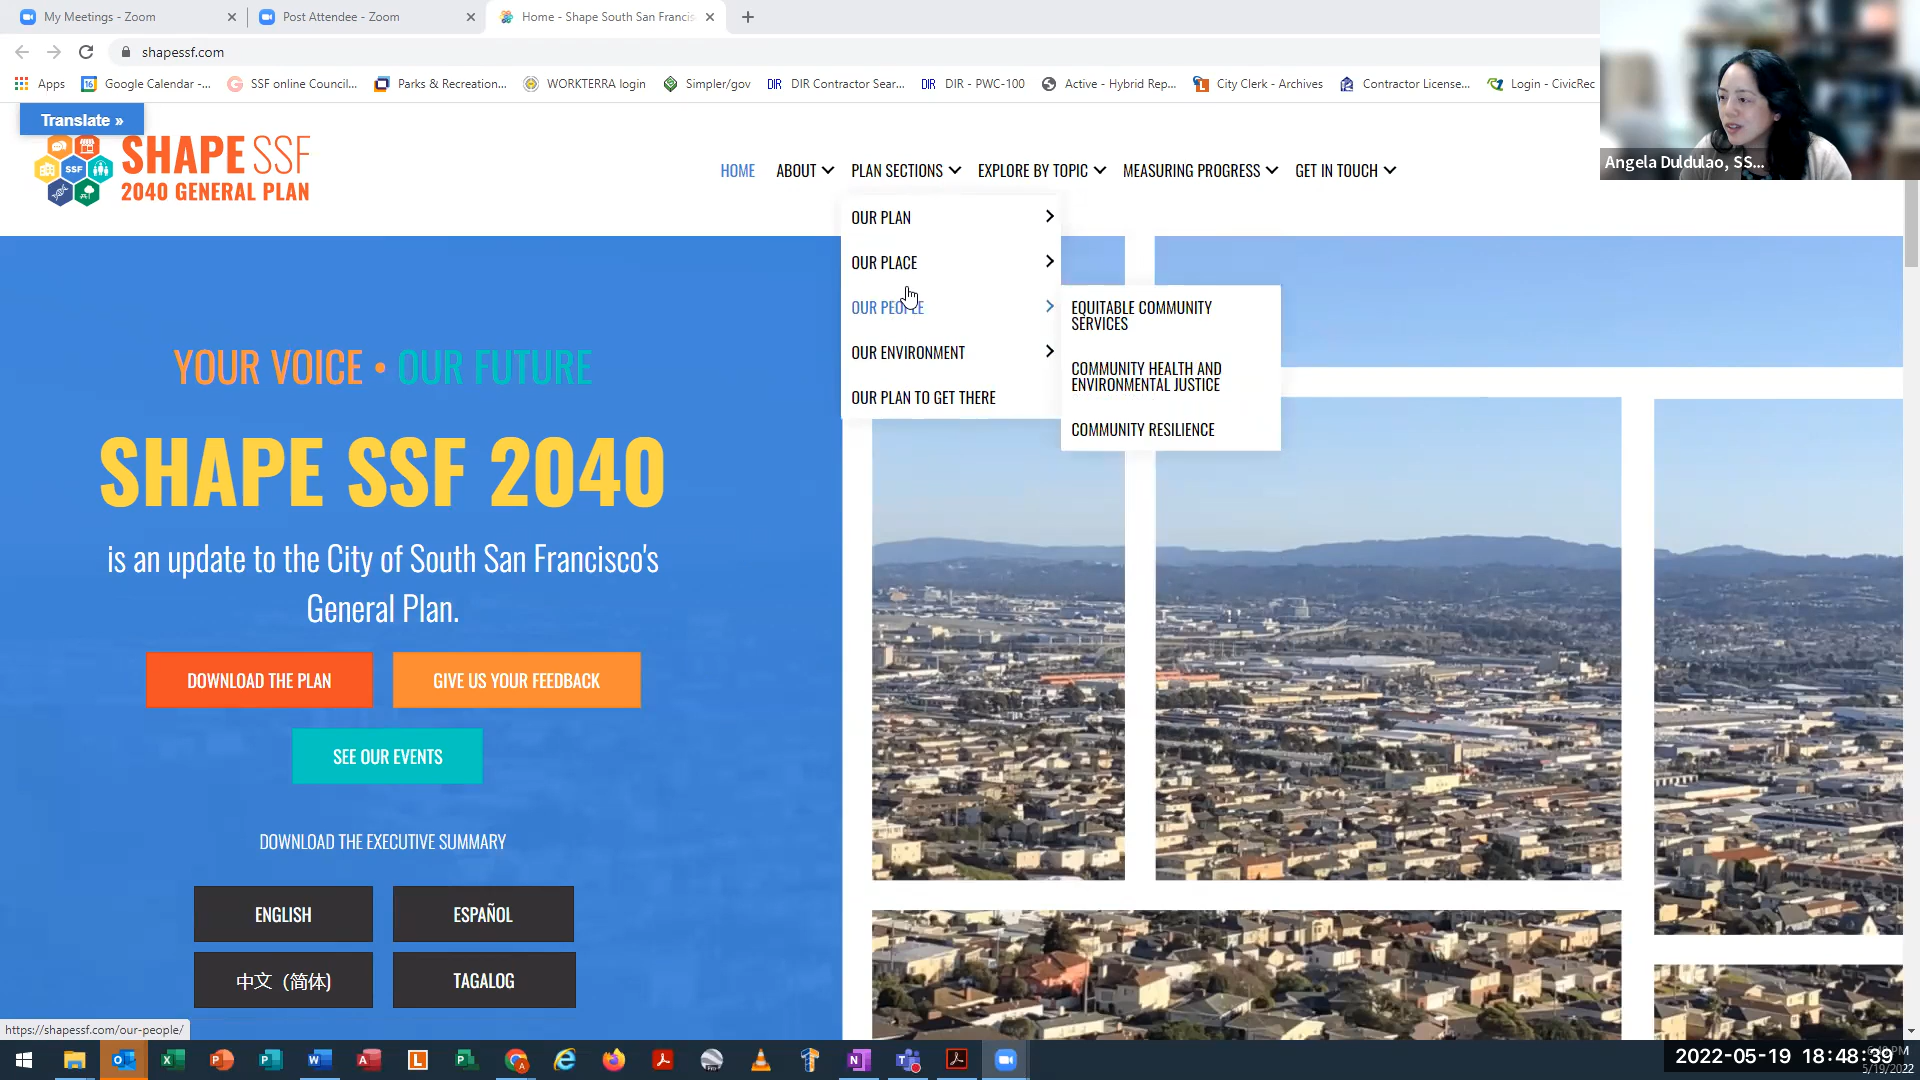 My Meetings - Zoom
Post Attendee - Zoom
Home - Shape South San Francis
shapessf.com
Apps
Google Calendar -...
SSF online Council...
Parks & Recreation...
WORKTERRA login
Simpler/gov
DIR
DIR Contractor Sear...
DIR
DIR - PWC-100
Active - Hybrid Rep...
City Clerk - Archives
Contractor License...
Login - CivicRec
Angela Duldulao, SS...
Translate »
SSF
SHAPE SSF
2040 GENERAL PLAN
HOME
ABOUT
PLAN SECTIONS
EXPLORE BY TOPIC
MEASURING PROGRESS
GET IN TOUCH
OUR PLAN
OUR PLACE
OUR PEOPLE
OUR ENVIRONMENT
OUR PLAN TO GET THERE
EQUITABLE COMMUNITY
SERVICES
COMMUNITY HEALTH AND
ENVIRONMENTAL JUSTICE
COMMUNITY RESILIENCE
YOUR VOICE • OUR FUTURE
SHAPE SSF 2040
is an update to the City of South San Francisco's
General Plan.
DOWNLOAD THE PLAN
GIVE US YOUR FEEDBACK
SEE OUR EVENTS
DOWNLOAD THE EXECUTIVE SUMMARY
ENGLISH
ESPAÑOL
中文（简体)
TAGALOG
https://shapessf.com/our-people/
2022-05-19 18:48:39
5/19/2022